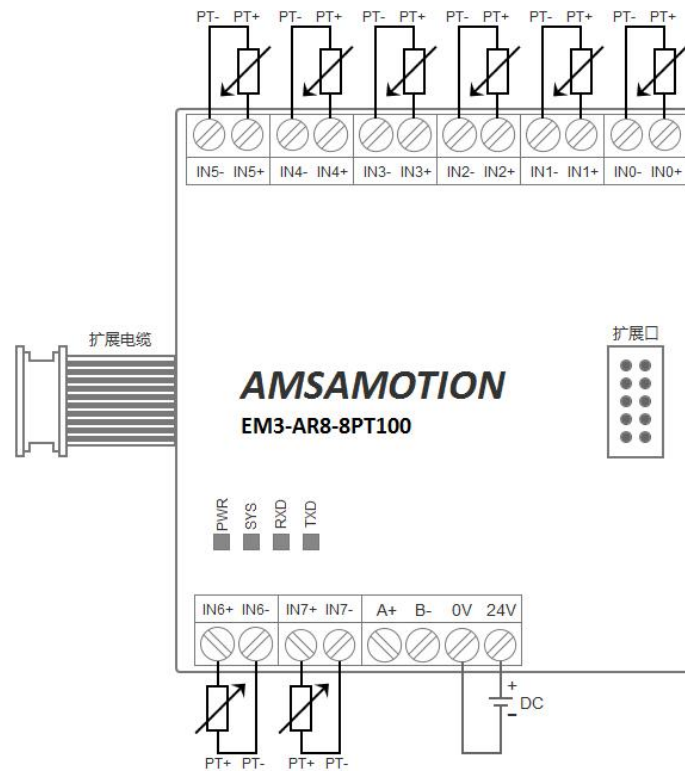 PT- PT+ PT- PT+ PT- PT+ PT- PT+ PT- PT+ PT- PT+
IN5- IN5+ IN4- IN4+ IN3- IN3+ IN2- IN2+ IN1- IN1+ IN0- IN0+
扩展电缆
扩展口
AMSAMOTION
EM3-AR8-8PT100
PWR SYS RXD TXD
IN6+ IN6- IN7+ IN7- A+ B- 0V 24V
+
DC
-
PT+ PT- PT+ PT-